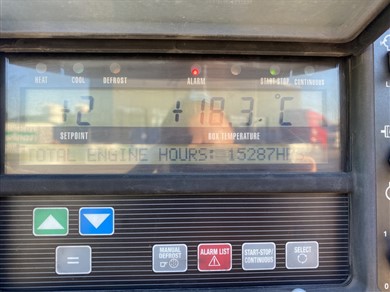 HEAT COOL DEFROST ALARM START-STOP CONTINUOUS
+2 +18.3.°C
SETPOINT BOX TEMPERATURE
TOTAL ENGINE HOURS: 15287HR
MANUAL DEFROST
ALARM LIST
START-STOP/ CONTINUOUS
SELECT
=